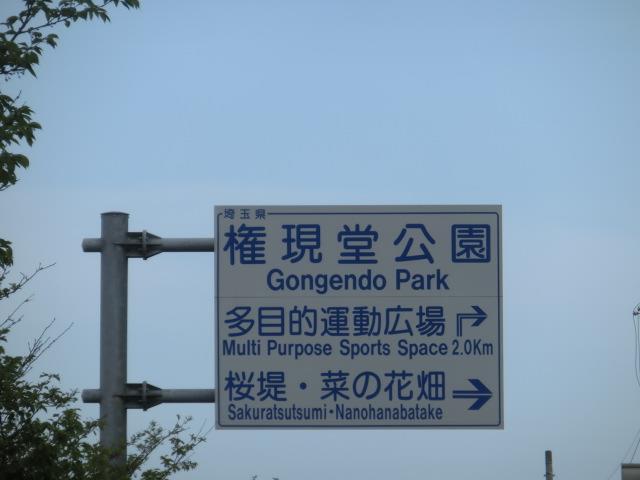 埼玉県
権現堂公園
Gongendo Park
多目的運動広場
Multi Purpose Sports Space 2.0Km
桜堤・菜の花畑
Sakuratsutsumi・Nanohanabatake